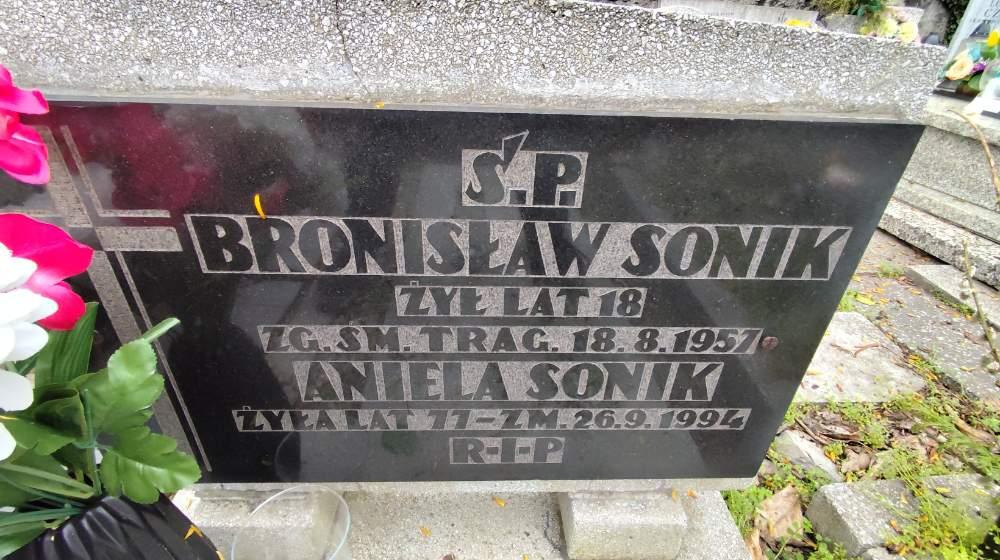 Ś.P.
BRONISŁAW SONIK
ŻYŁ LAT 18
ZG. ŚM. TRAG. 18.8.1957
ANIELA SONIK
ŻYŁA LAT 77-ZM. 26.9.1994
R-I-P